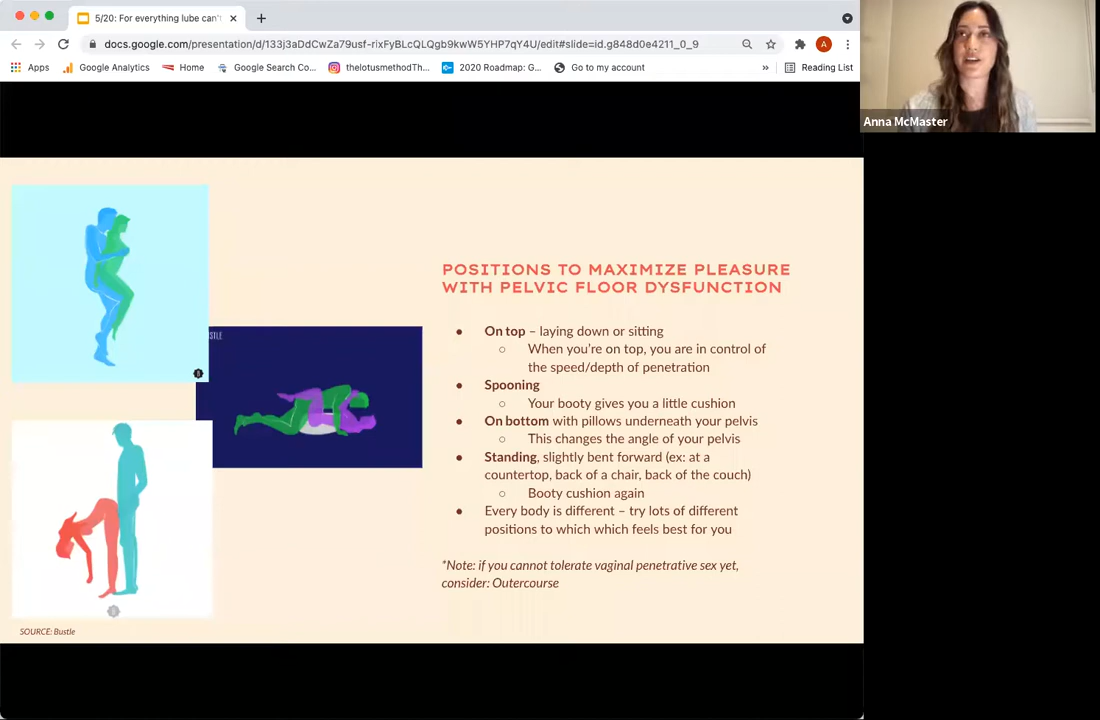 5/20: For everything lube can't
docs.google.com/presentation/d/133j3aDdCwZa79usf-rixFyBLcQLQgb9kwW5YHP7qY4U/edit#slide=id.g848d0e4211_0_9
A
Apps Google Analytics Home Google Search Co... thelotusmethodTh... 2020 Roadmap: G... Go to my account » Reading List
Anna McMaster
POSITIONS TO MAXIMIZE PLEASURE
WITH PELVIC FLOOR DYSFUNCTION
STLE
● On top – laying down or sitting
○ When you're on top, you are in control of
the speed/depth of penetration
● Spooning
○ Your booty gives you a little cushion
● On bottom with pillows underneath your pelvis
○ This changes the angle of your pelvis
● Standing, slightly bent forward (ex: at a
countertop, back of a chair, back of the couch)
○ Booty cushion again
● Every body is different – try lots of different
positions to which which feels best for you
*Note: if you cannot tolerate vaginal penetrative sex yet,
consider: Outercourse
SOURCE: Bustle